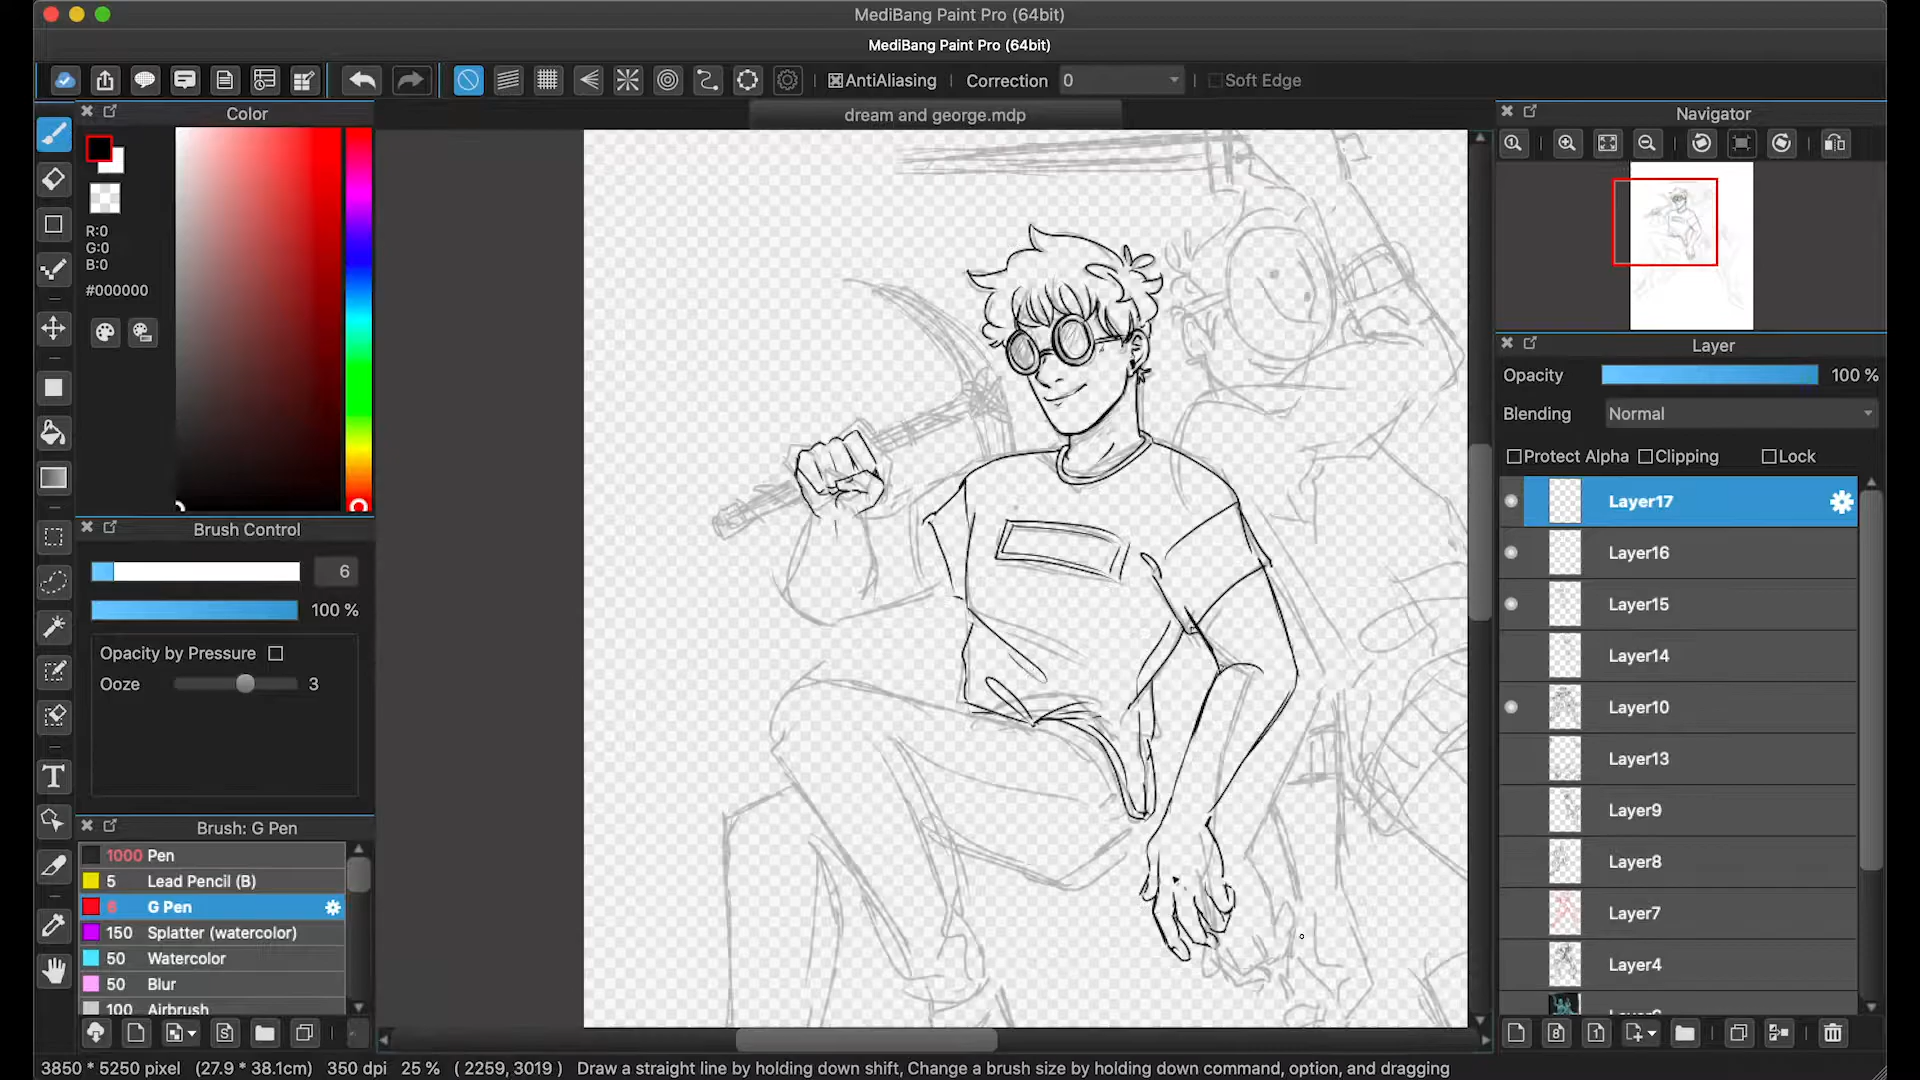 MediBang Paint Pro (64bit)
MediBang Paint Pro (64bit)
AntiAliasing
Correction 0
Soft Edge
dream and george.mdp
Color
R:0
G:0
B:0
#000000
Brush Control
6
100 %
Opacity by Pressure
Ooze 3
Brush: G Pen
1000 Pen
5 Lead Pencil (B)
6 G Pen
150 Splatter (watercolor)
50 Watercolor
50 Blur
100 Airbrush
Navigator
Layer
Opacity 100 %
Blending Normal
Protect Alpha Clipping Lock
Layer17
Layer16
Layer15
Layer14
Layer10
Layer13
Layer9
Layer8
Layer7
Layer4
3850 * 5250 pixel (27.9 * 38.1cm) 350 dpi 25 % ( 2259, 3019 ) Draw a straight line by holding down shift, Change a brush size by holding down command, option, and dragging